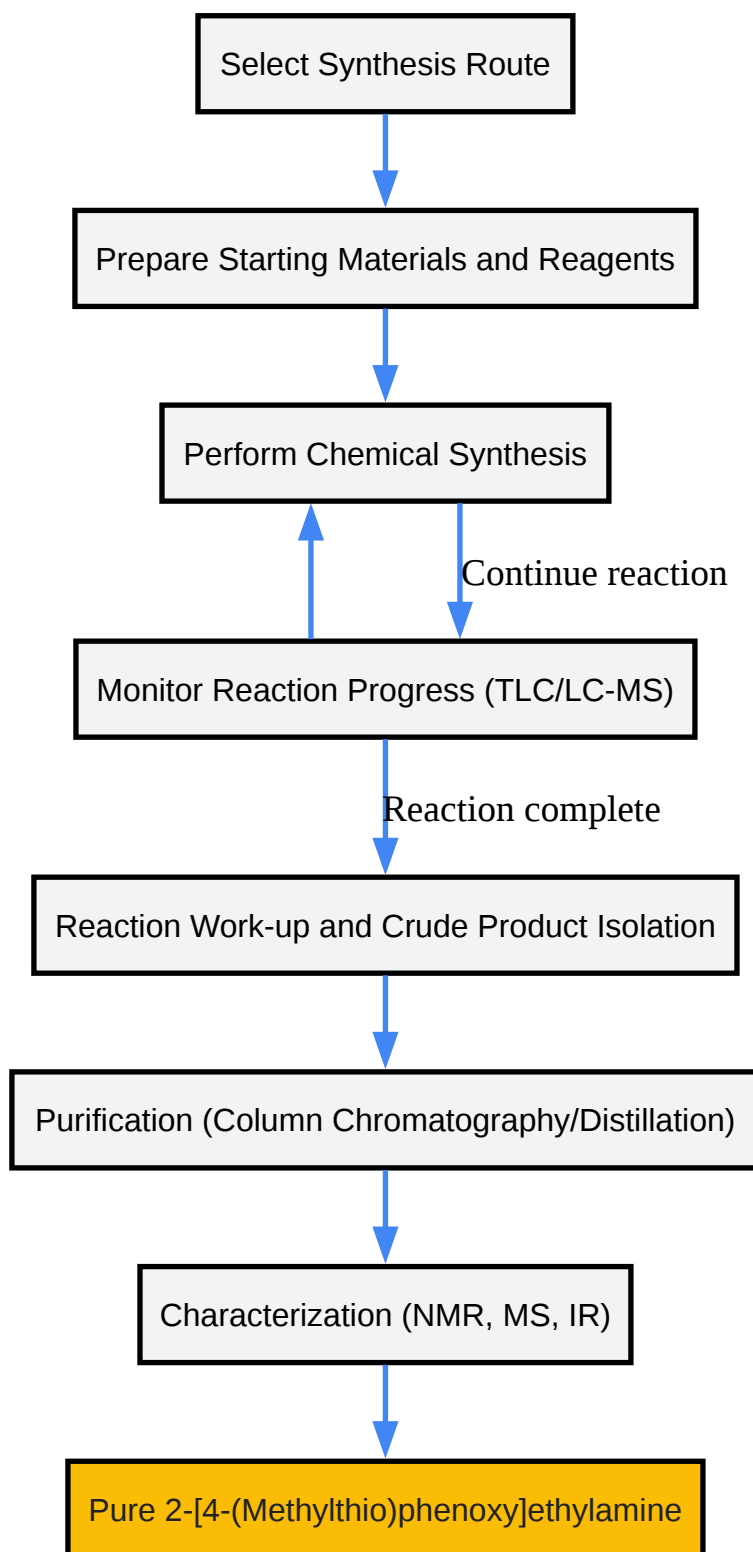 Select Synthesis Route
Prepare Starting Materials and Reagents
Perform Chemical Synthesis
Continue reaction
Monitor Reaction Progress (TLC/LC-MS)
Reaction complete
Reaction Work-up and Crude Product Isolation
Purification (Column Chromatography/Distillation)
Characterization (NMR, MS, IR)
Pure 2-[4-(Methylthio)phenoxy]ethylamine